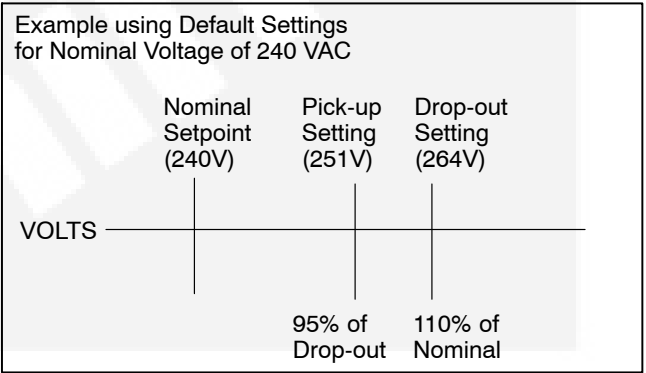 Example using Default Settings
for Nominal Voltage of 240 VAC
Nominal
Setpoint
(240V)
Pick-up
Setting
(251V)
Drop-out
Setting
(264V)
VOLTS
95% of
Drop-out
110% of
Nominal